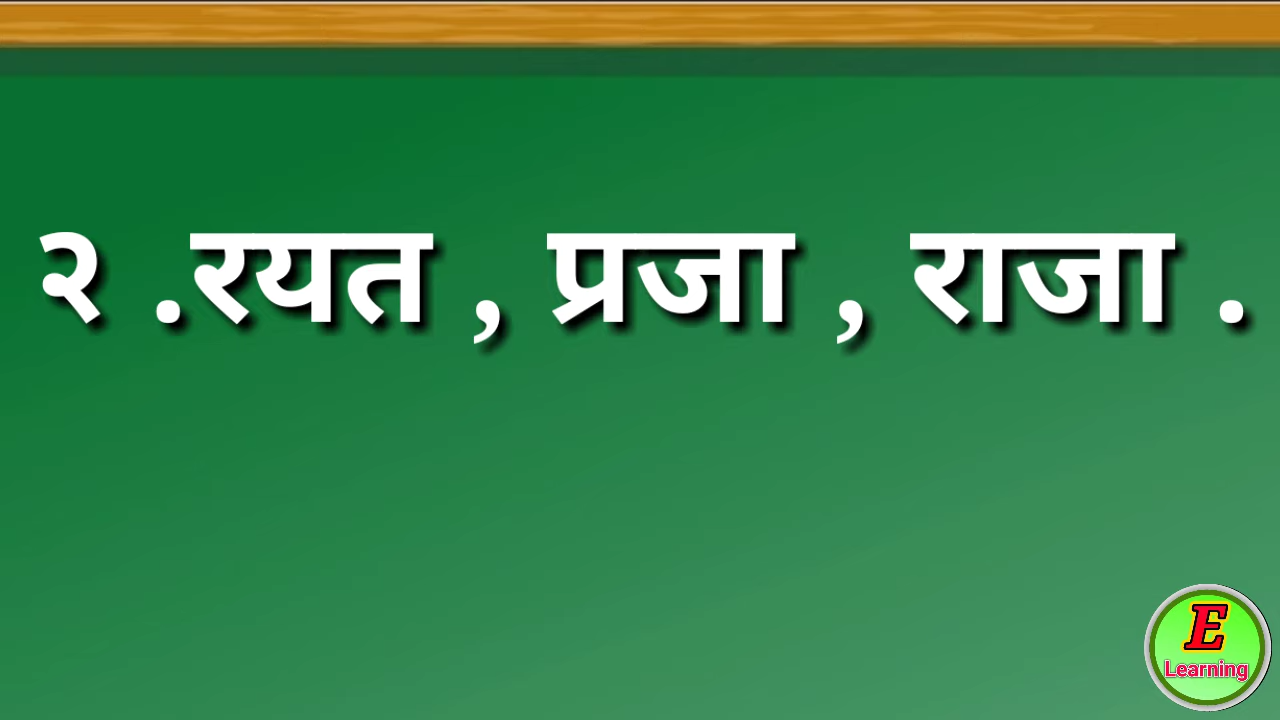 २ .रयत , प्रजा , राजा .
E
Learning